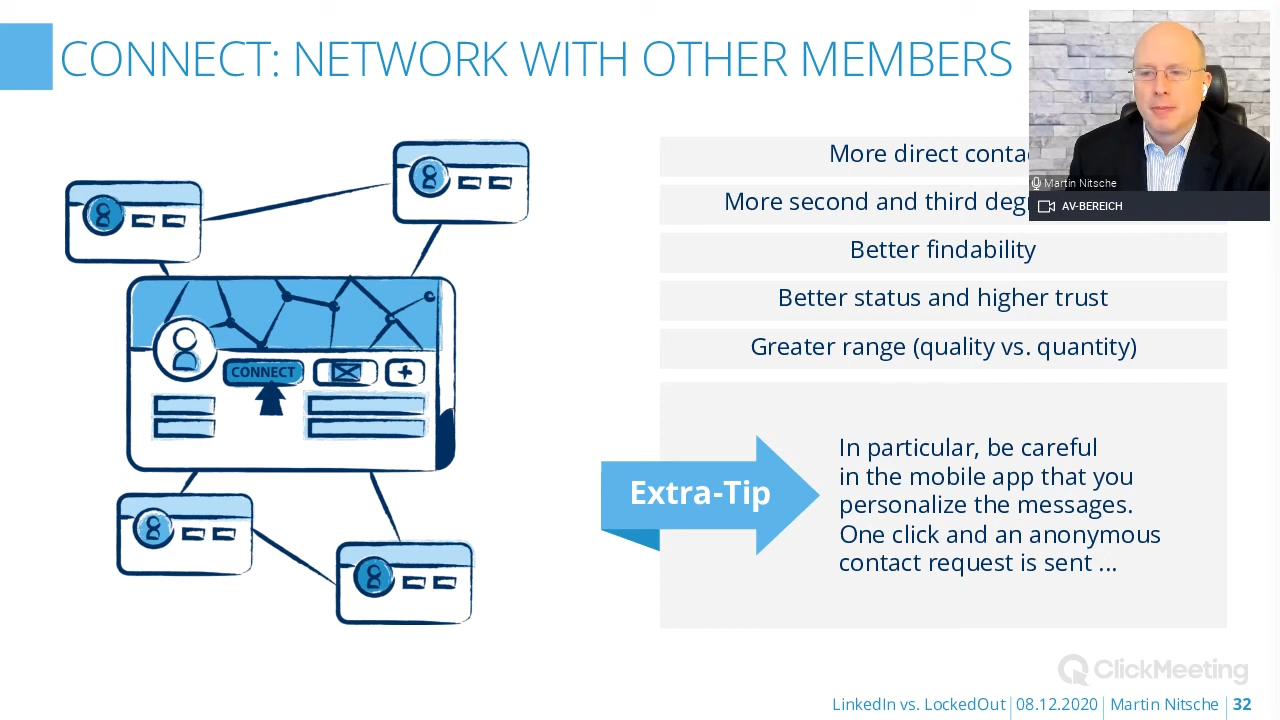 CONNECT: NETWORK WITH OTHER MEMBERS
More direct
More second and third
Better findability
Better status and higher trust
Greater range (quality vs. quantity)
CONNECT
Extra-Tip
In particular, be careful
in the mobile app that you
personalize the messages.
One click and an anonymous
contact request is sent ...
Martin Nitsche
AV-BEREICH
ClickMeeting
LinkedIn vs. LockedOut | 08.12.2020 | Martin Nitsche | 32